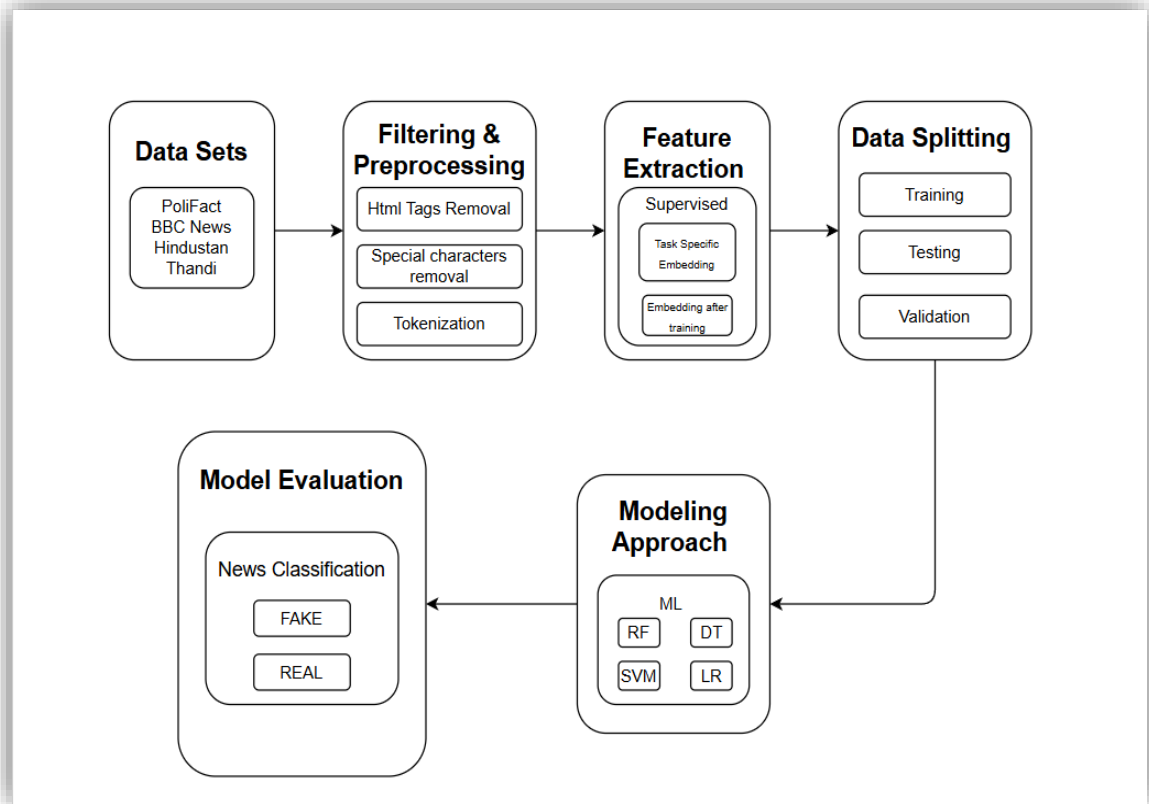 Data Sets
PoliFact
BBC News
Hindustan
Thandi
Filtering &
Preprocessing
Html Tags Removal
Special characters
removal
Tokenization
Feature
Extraction
Supervised
Task Specific
Embedding
Embedding after
training
Data Splitting
Training
Testing
Validation
Modeling
Approach
ML
RF
DT
SVM
LR
Model Evaluation
News Classification
FAKE
REAL